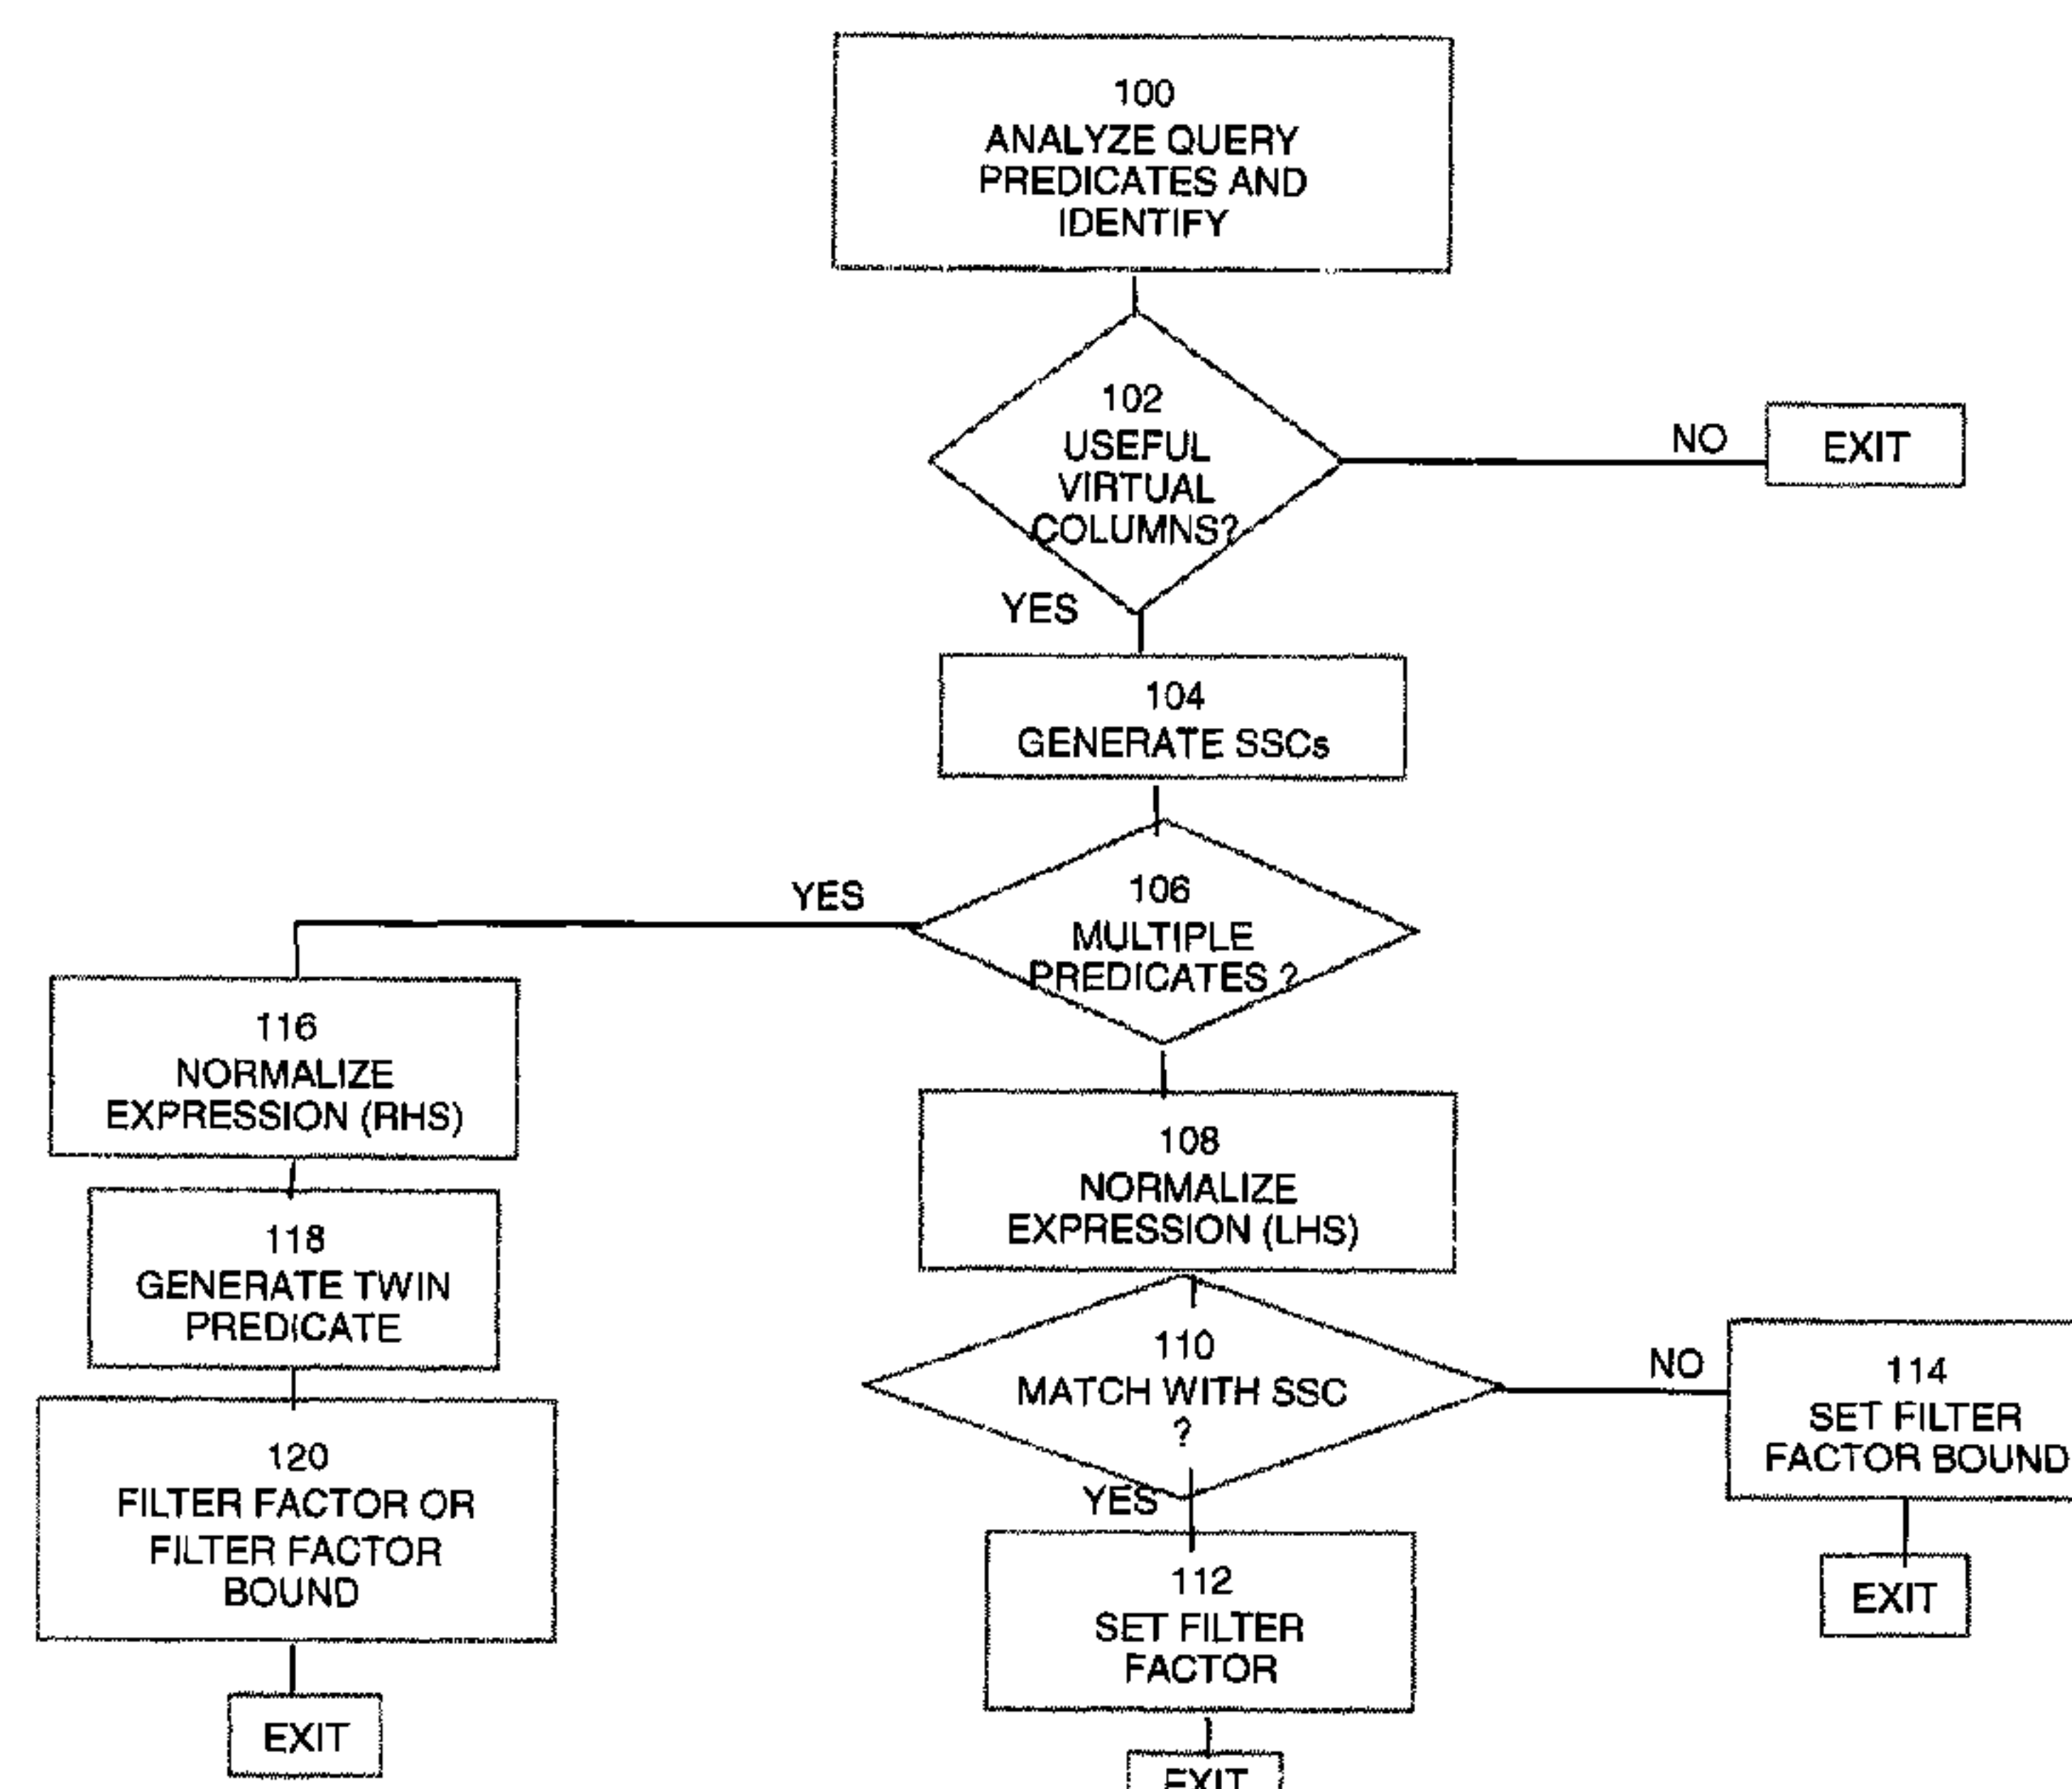 100
ANALYZE QUERY
PREDICATES AND
IDENTIFY
102
USEFUL
VIRTUAL
COLUMNS?
NO
EXIT
YES
104
GENERATE SSCs
106
MULTIPLE
PREDICATES ?
YES
116
NORMALIZE
EXPRESSION (RHS)
118
GENERATE TWIN
PREDICATE
120
FILTER FACTOR OR
FILTER FACTOR
BOUND
EXIT
108
NORMALIZE
EXPRESSION (LHS)
110
MATCH WITH SSC
?
NO
114
SET FILTER
FACTOR BOUND
EXIT
YES
112
SET FILTER
FACTOR
EXIT